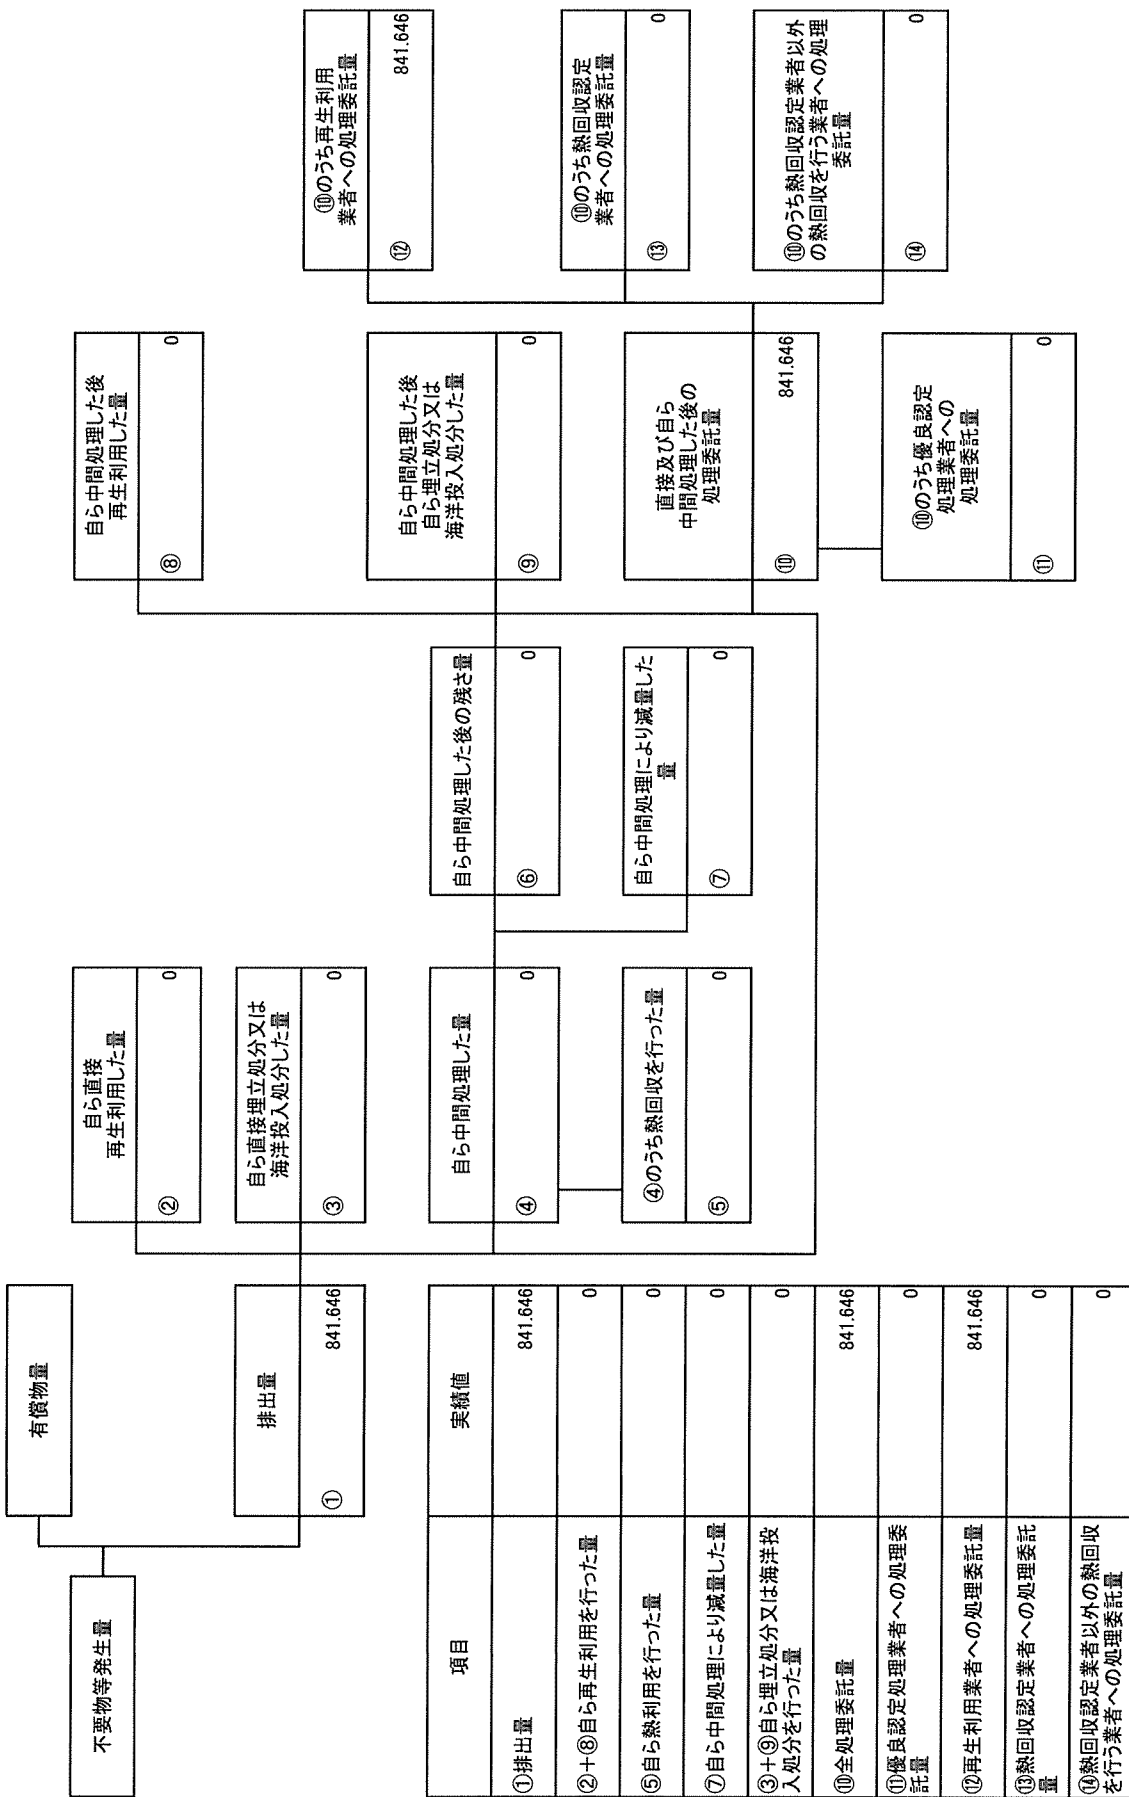 不要物等発生量
有償物量
排出量
①
841.646
自ら直接
再生利用した量
②
0
自ら直接埋立処分又は
海洋投入処分した量
③
0
自ら中間処理した量
④
0
④のうち熱回収を行った量
⑤
0
自ら中間処理した後の残さ量
⑥
0
自ら中間処理により減量した
量
⑦
0
自ら中間処理した後
再生利用した量
⑧
0
自ら中間処理した後
自ら埋立処分又は
海洋投入処分した量
⑨
0
直接及び自ら
中間処理した後の
処理委託量
⑩
841.646
⑩のうち優良認定
処理業者への
処理委託量
⑪
0
⑩のうち再生利用
業者への処理委託量
⑫
841.646
⑩のうち熱回収認定
業者への処理委託量
⑬
0
⑩のうち熱回収認定業者以外
の熱回収を行う業者への処理
委託量
⑭
0
項目
実績値
①排出量
841.646
②+⑧自ら再生利用を行った量
0
⑤自ら熱利用を行った量
0
⑦自ら中間処理により減量した量
0
③+⑨自ら埋立処分又は海洋投
入処分を行った量
0
⑩全処理委託量
841.646
⑪優良認定処理業者への処理委
託量
0
⑫再生利用業者への処理委託量
841.646
⑬熱回収認定業者への処理委託
量
0
⑭熱回収認定業者以外の熱回収
を行う業者への処理委託量
0